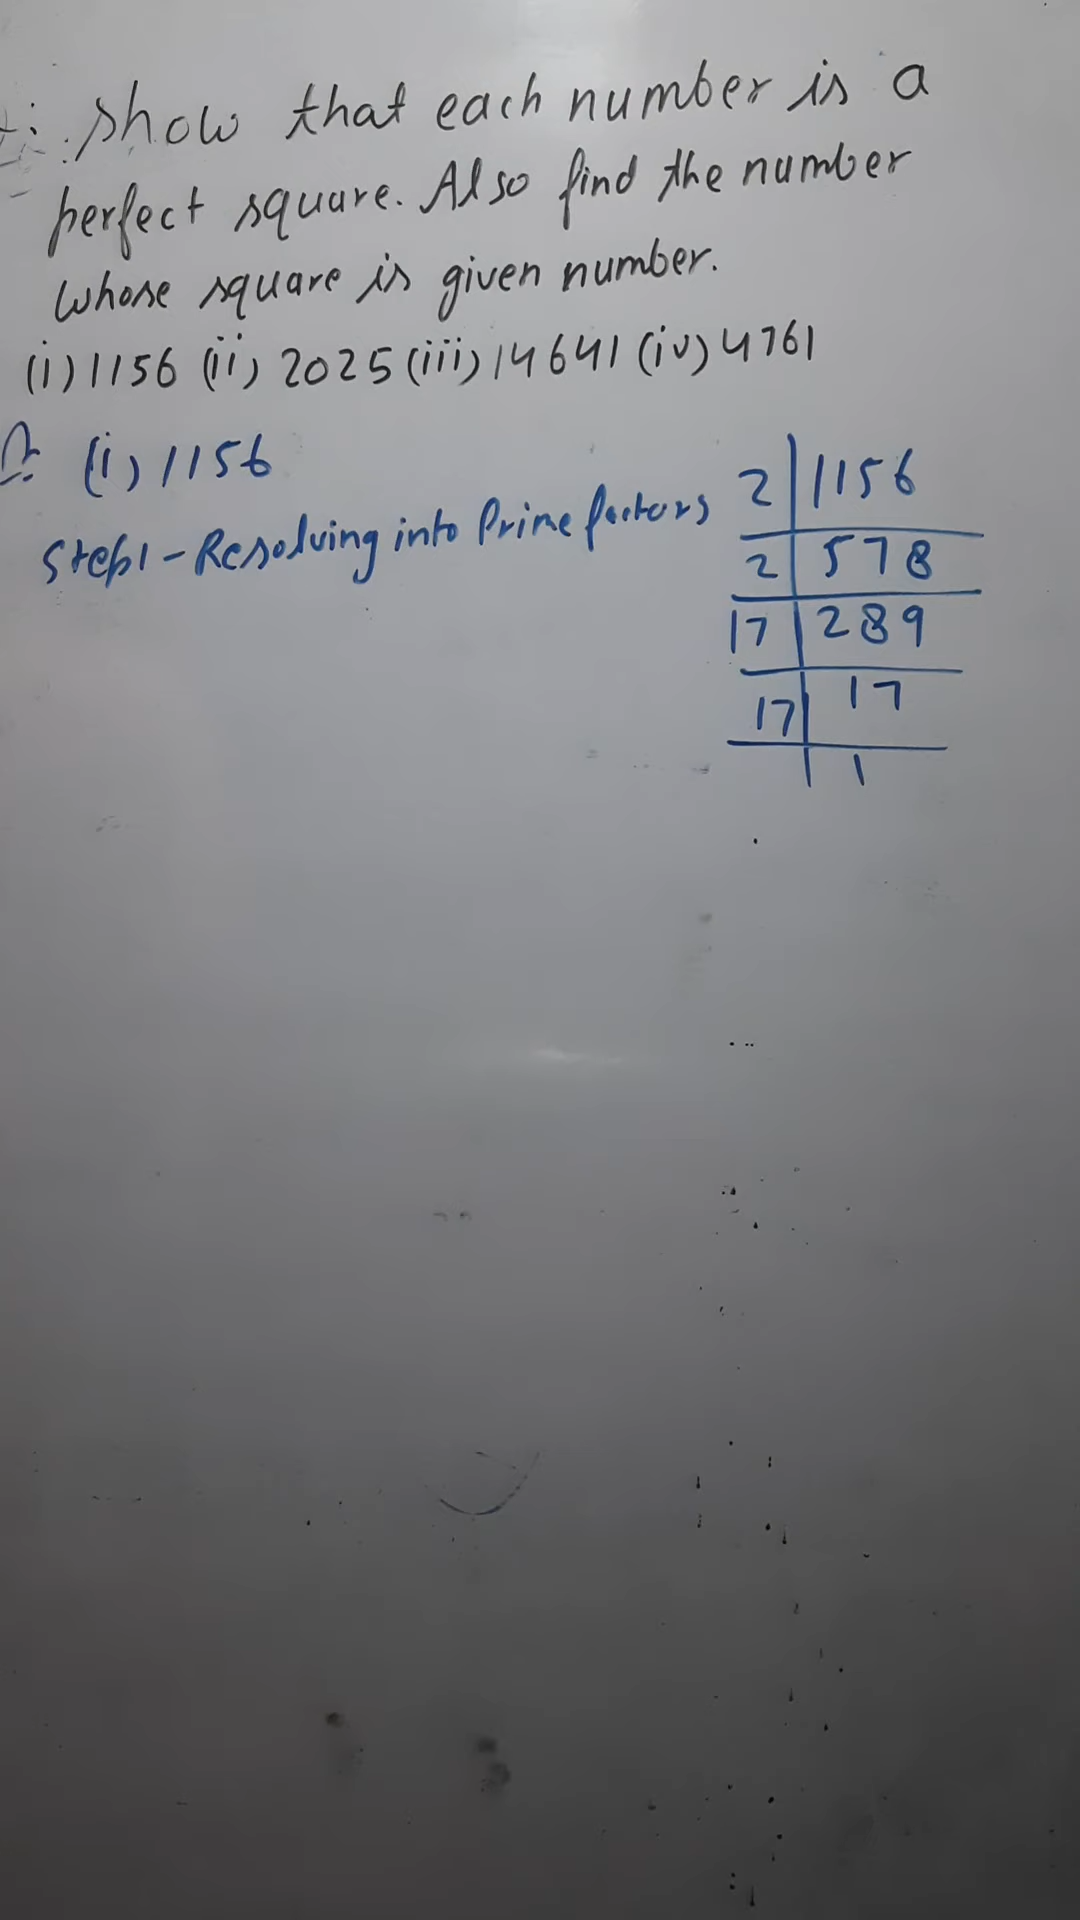 Show that each number is a
perfect square. Also find the number
whose square is given number.
(i) 1156 (ii) 2025 (iii) 14641 (iv) 4761
(i) 1156
Step1 - Resolving into Prime factors
2 | 1156
2 | 578
17 | 289
17 | 17
| 1